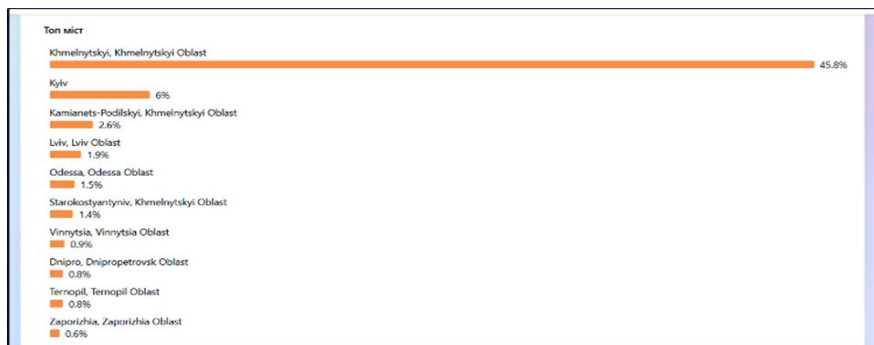 Топ міст
Khmelnytskyi, Khmelnytskyi Oblast
45.8%
Kyiv
6%
Kamianets-Podilskyi, Khmelnytskyi Oblast
2.6%
Lviv, Lviv Oblast
1.9%
Odessa, Odessa Oblast
1.5%
Starokostyantyniv, Khmelnytskyi Oblast
1.4%
Vinnytsia, Vinnytsia Oblast
0.9%
Dnipro, Dnipropetrovsk Oblast
0.8%
Ternopil, Ternopil Oblast
0.8%
Zaporizhia, Zaporizhia Oblast
0.6%